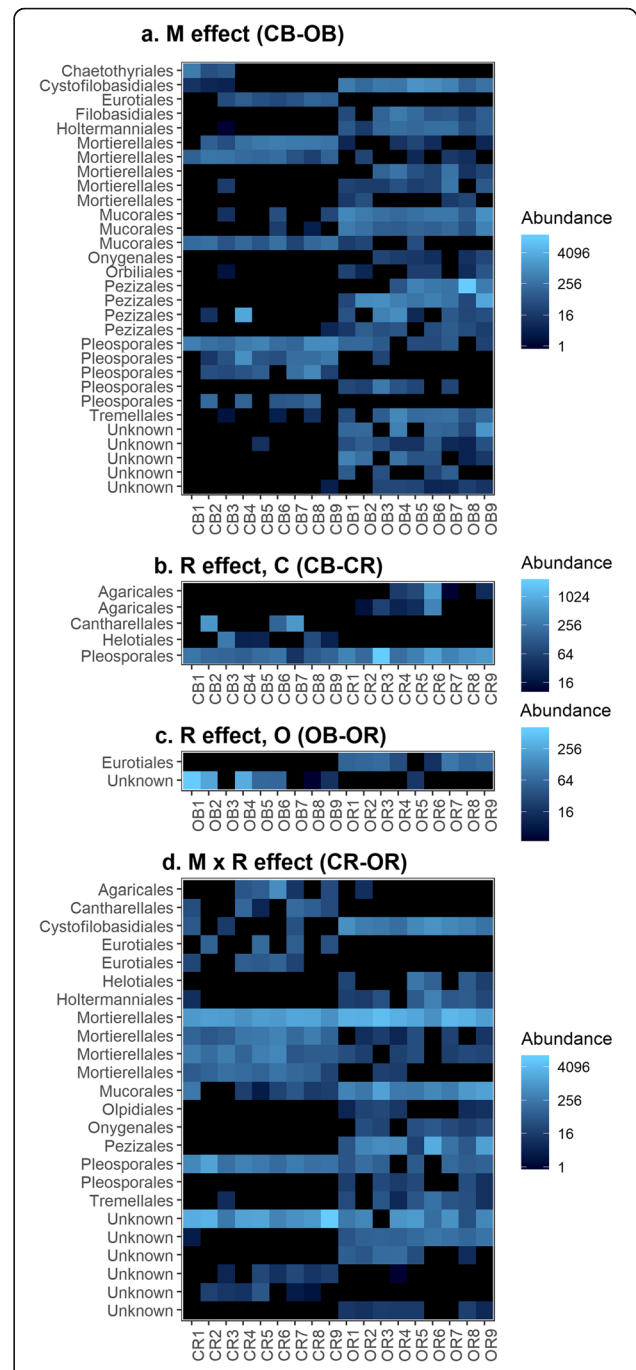 a. M effect (CB-OB)
Chaetothyriales
Cystofilobasidiales
Eurotiales
Filobasidiales
Holtermanniales
Mortierellales
Mortierellales
Mortierellales
Mortierellales
Mortierellales
Mucorales
Mucorales
Mucorales
Onygenales
Orbiliales
Pezizales
Pezizales
Pezizales
Pezizales
Pleosporales
Pleosporales
Pleosporales
Pleosporales
Pleosporales
Tremellales
Unknown
Unknown
Unknown
Unknown
Unknown
CB1 CB2 CB3 CB4 CB5 CB6 CB7 CB8 CB9 OB1 OB2 OB3 OB4 OB5 OB6 OB7 OB8 OB9
Abundance
4096
256
16
1
b. R effect, C (CB-CR)
Agaricales
Agaricales
Cantharellales
Helotiales
Pleosporales
CB1 CB2 CB3 CB4 CB5 CB6 CB7 CB8 CB9 CR1 CR2 CR3 CR4 CR5 CR6 CR7 CR8 CR9
Abundance
1024
256
64
16
c. R effect, O (OB-OR)
Eurotiales
Unknown
OB1 OB2 OB3 OB4 OB5 OB6 OB7 OB8 OB9 OR1 OR2 OR3 OR4 OR5 OR6 OR7 OR8 OR9
Abundance
256
64
16
d. M x R effect (CR-OR)
Agaricales
Cantharellales
Cystofilobasidiales
Eurotiales
Eurotiales
Helotiales
Holtermanniales
Mortierellales
Mortierellales
Mortierellales
Mortierellales
Mucorales
Olpidiales
Onygenales
Pezizales
Pleosporales
Pleosporales
Tremellales
Unknown
Unknown
Unknown
Unknown
Unknown
Unknown
CR1 CR2 CR3 CR4 CR5 CR6 CR7 CR8 CR9 OR1 OR2 OR3 OR4 OR5 OR6 OR7 OR8 OR9
Abundance
4096
256
16
1